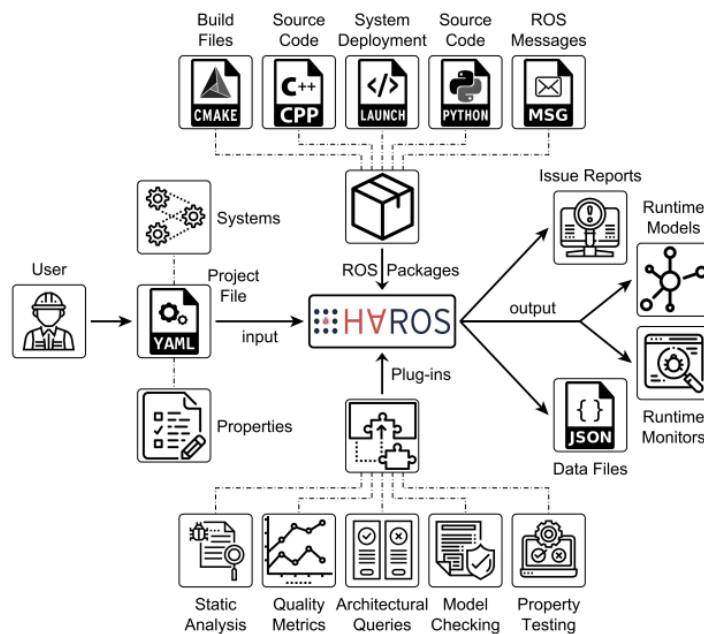 Build
Files
Source
Code
System
Deployment
Source
Code
ROS
Messages
CMAKE
C++
CPP
</>
LAUNCH
PYTHON
MSG
Issue Reports
Runtime
Models
Systems
User
Project
File
ROS Packages
YAML
input
HAROS
output
Plug-ins
Properties
{ }
JSON
Data Files
Runtime
Monitors
Static
Analysis
Quality
Metrics
Architectural
Queries
Model
Checking
Property
Testing